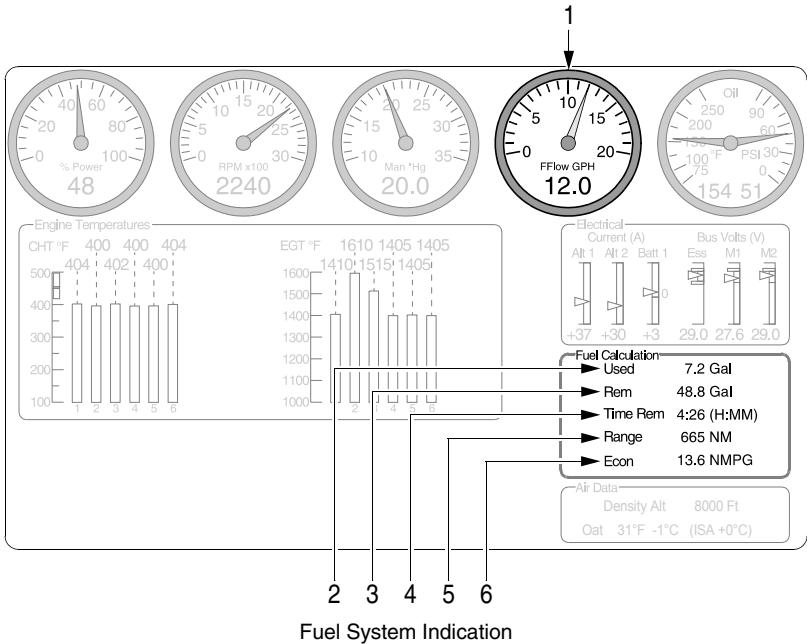 1
0 20 40 60 80 100
% Power
48
0 5 10 15 20 25 30
RPM x100
2240
10 15 20 25 30 35
Man "Hg
20.0
0 5 10 15 20
FFlow GPH
12.0
Oil
75 100 150 200 250
°F
0 30 60 90
PSI
154 51
Engine Temperatures
CHT °F 400 400 404
404 402 400
500
400
300
200
100
1 2 3 4 5 6
EGT °F 1610 1405 1405
1410 1515 1405
1600
1500
1400
1300
1200
1100
1000
1 2 3 4 5 6
Electrical
Current (A) Bus Volts (V)
Alt 1 Alt 2 Batt 1 Ess M1 M2
0
+37 +30 +3 29.0 27.6 29.0
Fuel Calculation
Used 7.2 Gal
Rem 48.8 Gal
Time Rem 4:26 (H:MM)
Range 665 NM
Econ 13.6 NMPG
Air Data
Density Alt 8000 Ft
Oat 31°F -1°C (ISA +0°C)
2 3 4 5 6
Fuel System Indication